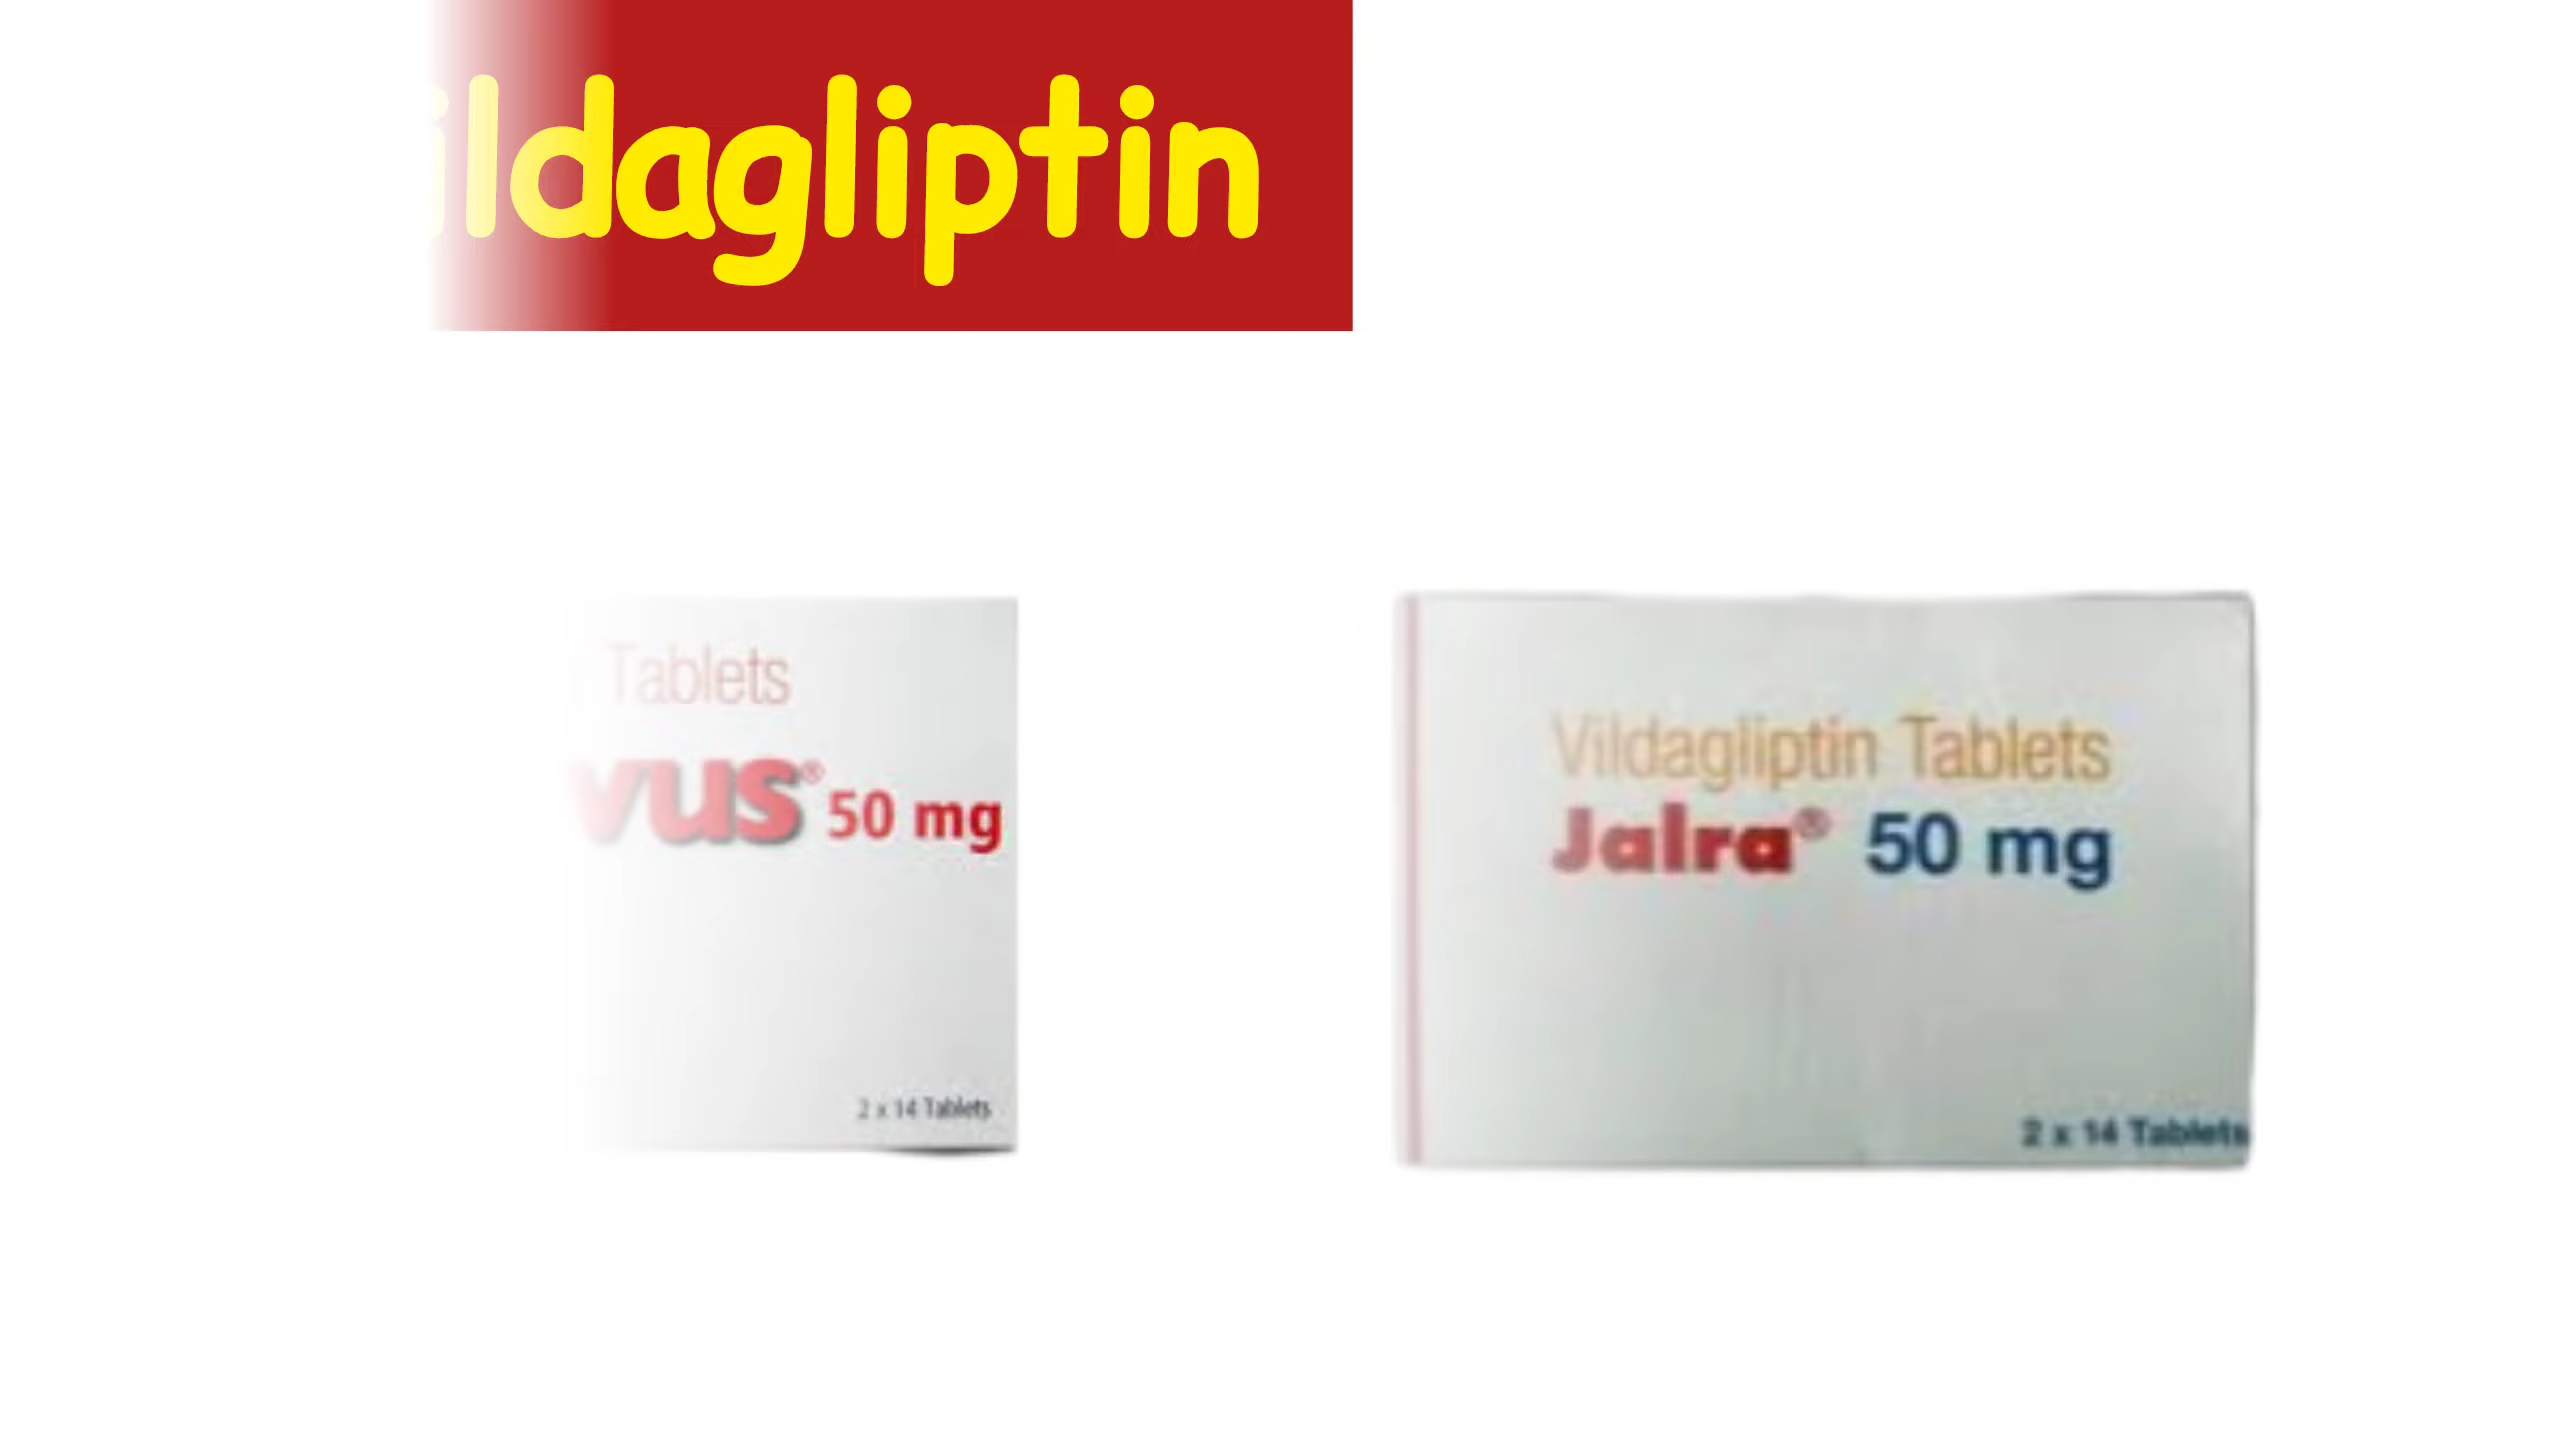 ildagliptin
Tablets
vus® 50 mg
2 x 14 Tablets
Vildagliptin Tablets
Jalra® 50 mg
2 x 14 Tablets